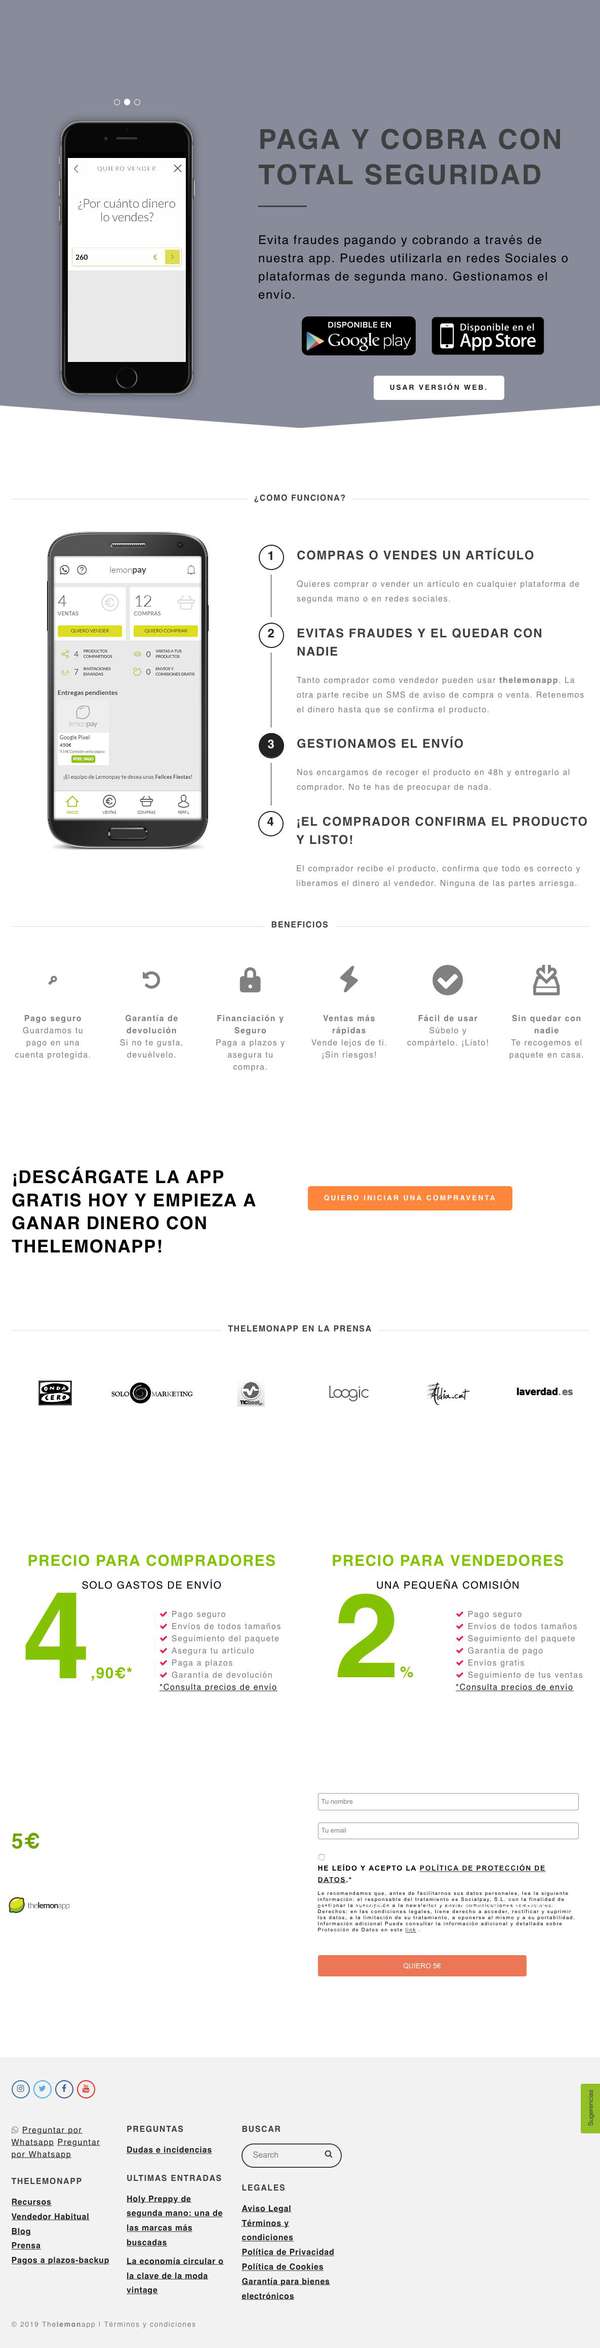 QUIERO VENDER
¿Por cuánto dinero
lo vendes?
260
€
PAGA Y COBRA CON
TOTAL SEGURIDAD
Evita fraudes pagando y cobrando a través de
nuestra app. Puedes utilizarla en redes Sociales o
plataformas de segunda mano. Gestionamos el
envío.
DISPONIBLE EN
Google play
Disponible en el
App Store
USAR VERSIÓN WEB.
¿COMO FUNCIONA?
lemonpay
4
VENTAS
12
COMPRAS
QUIERO VENDER
QUIERO COMPRAR
4 PRODUCTOS COMPARTIDOS
0 VISITAS A TUS PRODUCTOS
7 INVITACIONES ENVIADAS
0
Entregas pendientes
lemonpay
Google Pixel
450€
¡El equipo de Lemonpay te desea unas Felices Fiestas!
INICIO
VENTAS
COMPRAS
PERFIL
1 COMPRAS O VENDES UN ARTÍCULO
Quieres comprar o vender un artículo en cualquier plataforma de
segunda mano o en redes sociales.
2 EVITAS FRAUDES Y EL QUEDAR CON
NADIE
Tanto comprador como vendedor pueden usar thelemonapp. La
otra parte recibe un SMS de aviso de compra o venta. Retenemos
el dinero hasta que se confirma el producto.
3 GESTIONAMOS EL ENVÍO
Nos encargamos de recoger el producto en 48h y entregarlo al
comprador. No te has de preocupar de nada.
4 ¡EL COMPRADOR CONFIRMA EL PRODUCTO
Y LISTO!
El comprador recibe el producto, confirma que todo es correcto y
liberamos el dinero al vendedor. Ninguna de las partes arriesga.
BENEFICIOS
Pago seguro
Guardamos tu
pago en una
cuenta protegida.
Garantía de
devolución
Si no te gusta,
devuélvelo.
Financiación y
Seguro
Paga a plazos y
asegura tu
compra.
Ventas más
rápidas
Vende lejos de ti.
¡Sin riesgos!
Fácil de usar
Súbelo y
compártelo. ¡Listo!
Sin quedar con
nadie
Te recogemos el
paquete en casa.
¡DESCÁRGATE LA APP
GRATIS HOY Y EMPIEZA A
GANAR DINERO CON
THELEMONAPP!
QUIERO INICIAR UNA COMPRAVENTA
THELEMONAPP EN LA PRENSA
ONDA
CERO
SOLO MARKETING
TICbeat
Loogic
Aldia.cat
laverdad.es
PRECIO PARA COMPRADORES
SOLO GASTOS DE ENVÍO
4,90€*
Pago seguro
Envíos de todos tamaños
Seguimiento del paquete
Asegura tu artículo
Paga a plazos
Garantía de devolución
*Consulta precios de envío
PRECIO PARA VENDEDORES
UNA PEQUEÑA COMISIÓN
2%
Pago seguro
Envíos de todos tamaños
Seguimiento del paquete
Garantía de pago
Envíos gratis
Seguimiento de tus ventas
*Consulta precios de envío
5€
thelemonapp
Tu nombre
Tu email
HE LEÍDO Y ACEPTO LA POLÍTICA DE PROTECCIÓN DE
DATOS.*
Le recomendamos que, antes de facilitarnos sus datos personales, lea la siguiente
información: el responsable del tratamiento es Socialpay, S.L. con la finalidad de
gestionar la suscripción a la newsletter y enviar comunicaciones comerciales.
Derechos: en las condiciones legales, tiene derecho a acceder, rectificar y suprimir
los datos, a la limitación de su tratamiento, a oponerse al mismo y a su portabilidad.
Información adicional Puede consultar la información adicional y detallada sobre
Protección de Datos en este link
QUIERO 5€
Sugerencias
Preguntar por
Whatsapp Preguntar
por Whatsapp
THELEMONAPP
Recursos
Vendedor Habitual
Blog
Prensa
Pagos a plazos-backup
PREGUNTAS
Dudas e incidencias
ULTIMAS ENTRADAS
Holy Preppy de
segunda mano: una de
las marcas más
buscadas
La economía circular o
la clave de la moda
vintage
BUSCAR
Search
LEGALES
Aviso Legal
Términos y
condiciones
Política de Privacidad
Política de Cookies
Garantía para bienes
electrónicos
© 2019 Thelemonapp | Términos y condiciones